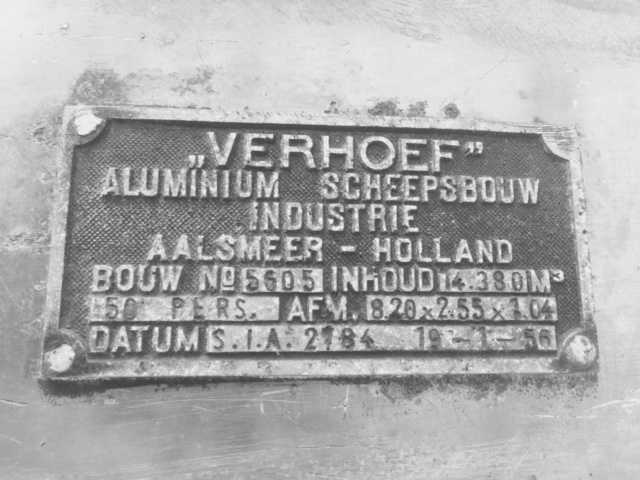 „VERHOEF”
ALUMINIUM SCHEEPSBOUW
INDUSTRIE
AALSMEER - HOLLAND
BOUW № 5605 INHOUD 14.380 M³
50 PERS. AFM. 8.20 x 2.55 x 1.04
DATUM S.I.A. 2184 19-1-56